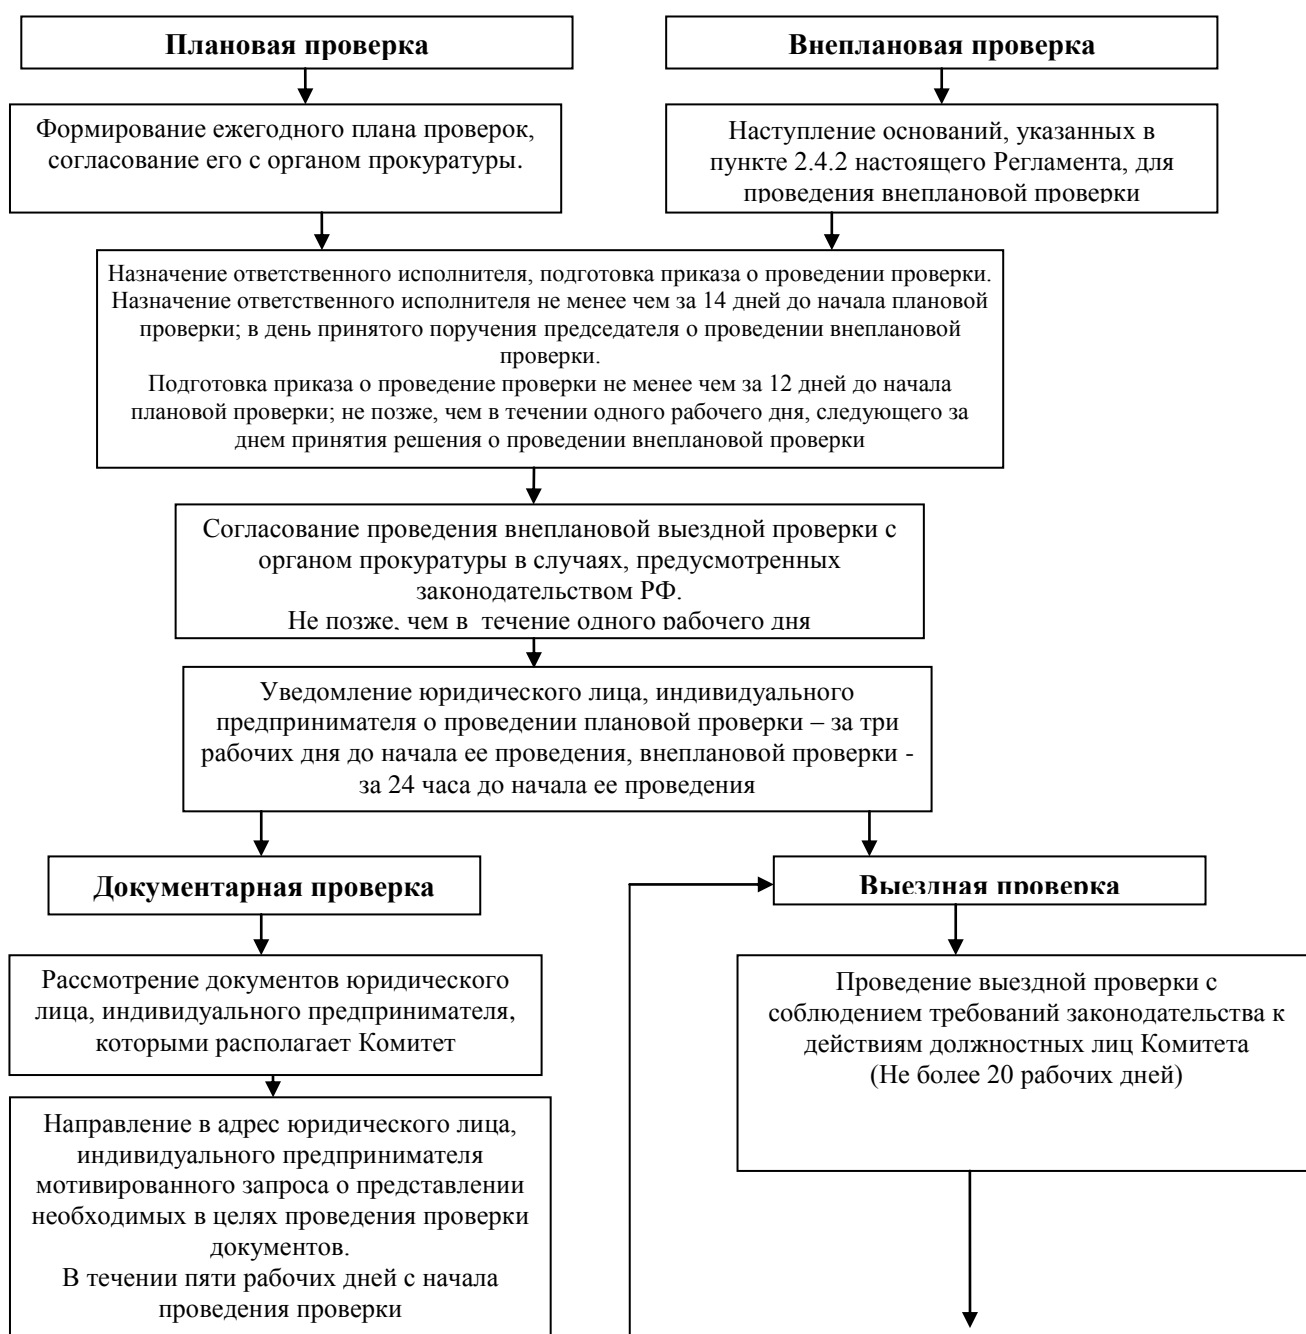 Плановая проверка
Внеплановая проверка
Формирование ежегодного плана проверок,
согласование его с органом прокуратуры.
Наступление оснований, указанных в
пункте 2.4.2 настоящего Регламента, для
проведения внеплановой проверки
Назначение ответственного исполнителя, подготовка приказа о проведении проверки.
Назначение ответственного исполнителя не менее чем за 14 дней до начала плановой
проверки; в день принятого поручения председателя о проведении внеплановой
проверки.
Подготовка приказа о проведение проверки не менее чем за 12 дней до начала
плановой проверки; не позже, чем в течении одного рабочего дня, следующего за
днем принятия решения о проведении внеплановой проверки
Согласование проведения внеплановой выездной проверки с
органом прокуратуры в случаях, предусмотренных
законодательством РФ.
Не позже, чем в течение одного рабочего дня
Уведомление юридического лица, индивидуального
предпринимателя о проведении плановой проверки – за три
рабочих дня до начала ее проведения, внеплановой проверки -
за 24 часа до начала ее проведения
Документарная проверка
Выездная проверка
Рассмотрение документов юридического
лица, индивидуального предпринимателя,
которыми располагает Комитет
Проведение выездной проверки с
соблюдением требований законодательства к
действиям должностных лиц Комитета
(Не более 20 рабочих дней)
Направление в адрес юридического лица,
индивидуального предпринимателя
мотивированного запроса о представлении
необходимых в целях проведения проверки
документов.
В течении пяти рабочих дней с начала
проведения проверки